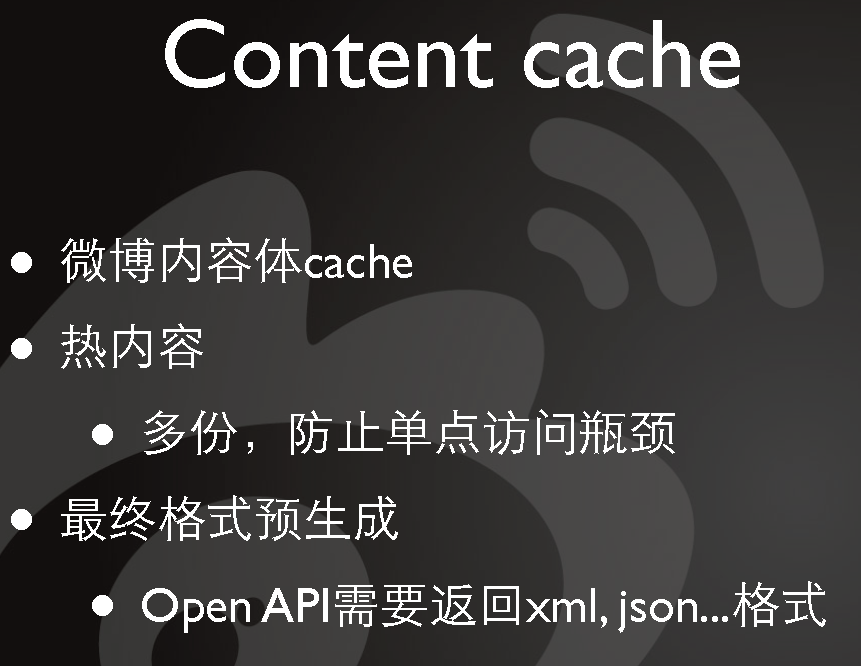 Content cache
• 微博内容体cache
• 热内容
• 多份，防止单点访问瓶颈
• 最终格式预生成
• Open API需要返回xml, json...格式